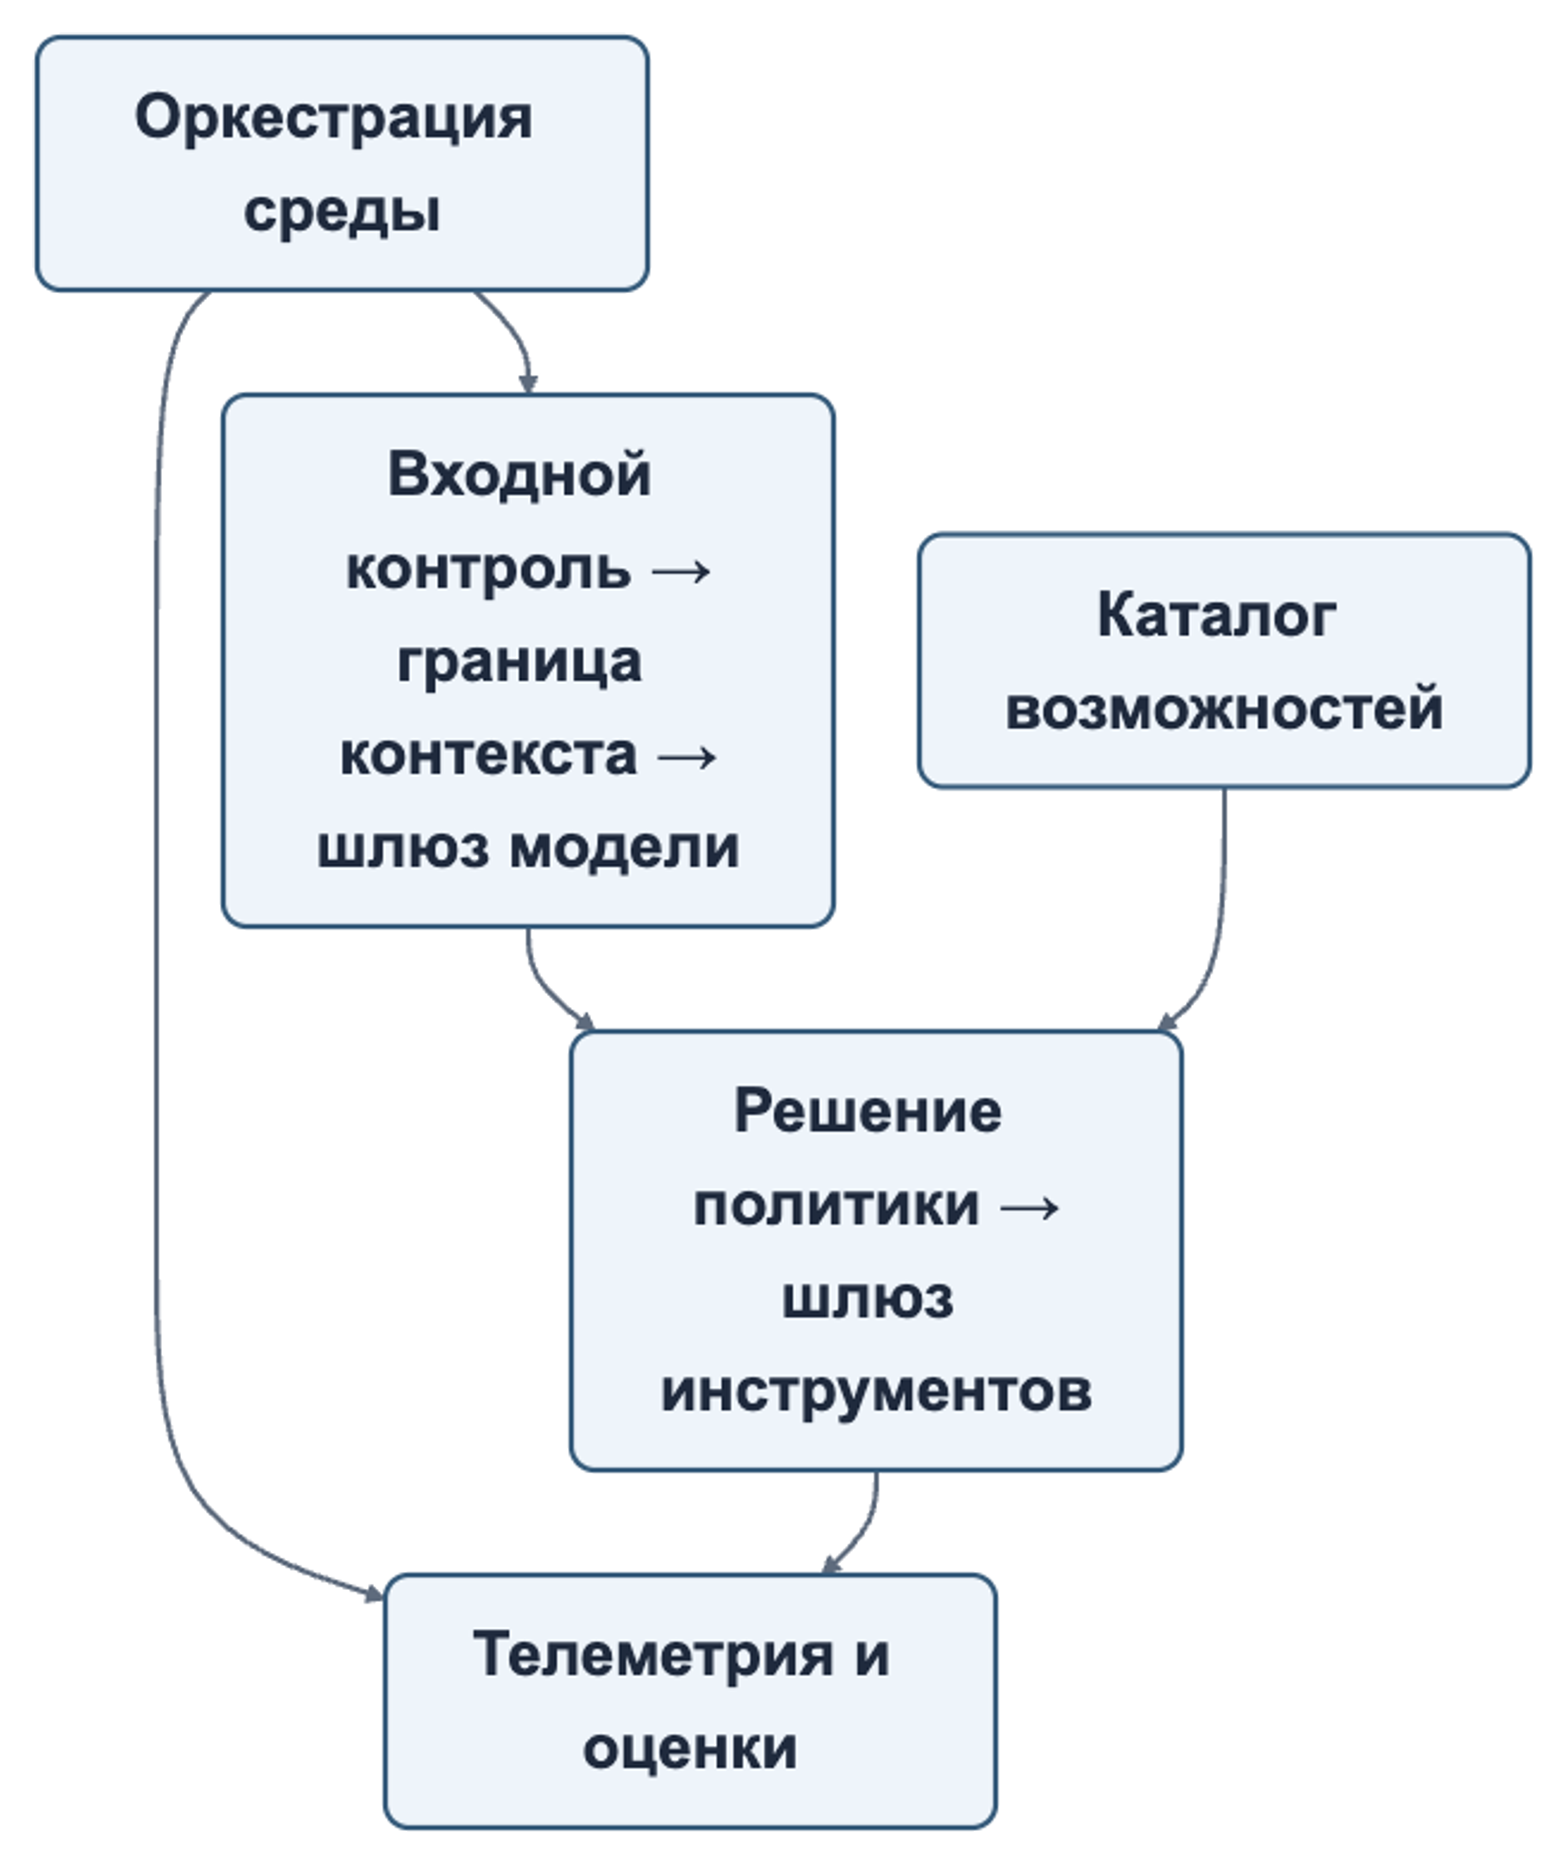 Оркестрация
среды
Входной
контроль →
граница
контекста →
шлюз модели
Каталог
возможностей
Решение
политики →
шлюз
инструментов
Телеметрия и
оценки